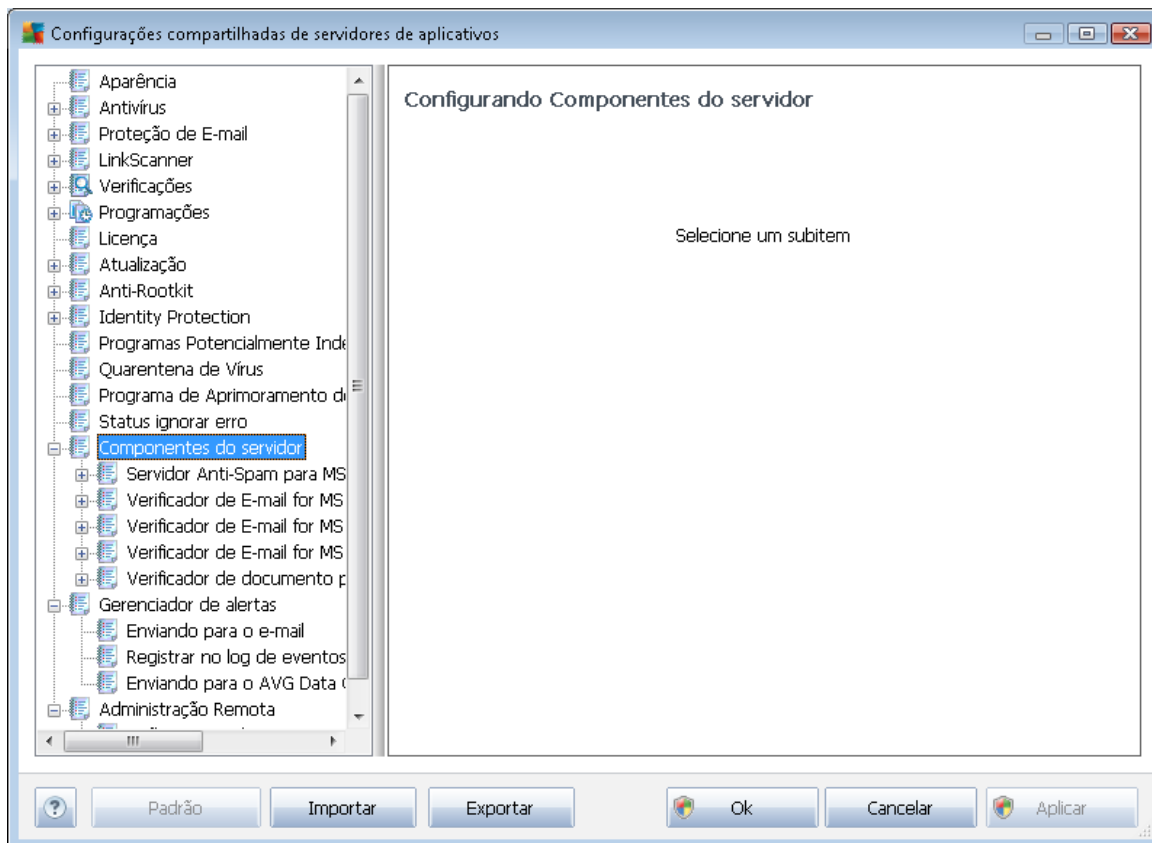 Configurações compartilhadas de servidores de aplicativos
Aparência
Antivírus
Proteção de E-mail
LinkScanner
Verificações
Programações
Licença
Atualização
Anti-Rootkit
Identity Protection
Programas Potencialmente Inde
Quarentena de Vírus
Programa de Aprimoramento de
Status ignorar erro
Componentes do servidor
Servidor Anti-Spam para MS
Verificador de E-mail for MS
Verificador de E-mail for MS
Verificador de E-mail for MS
Verificador de documento p
Gerenciador de alertas
Enviando para o e-mail
Registrar no log de eventos
Enviando para o AVG Data
Administração Remota
Configurando Componentes do servidor
Selecione um subitem
? Padrão Importar Exportar Ok Cancelar Aplicar